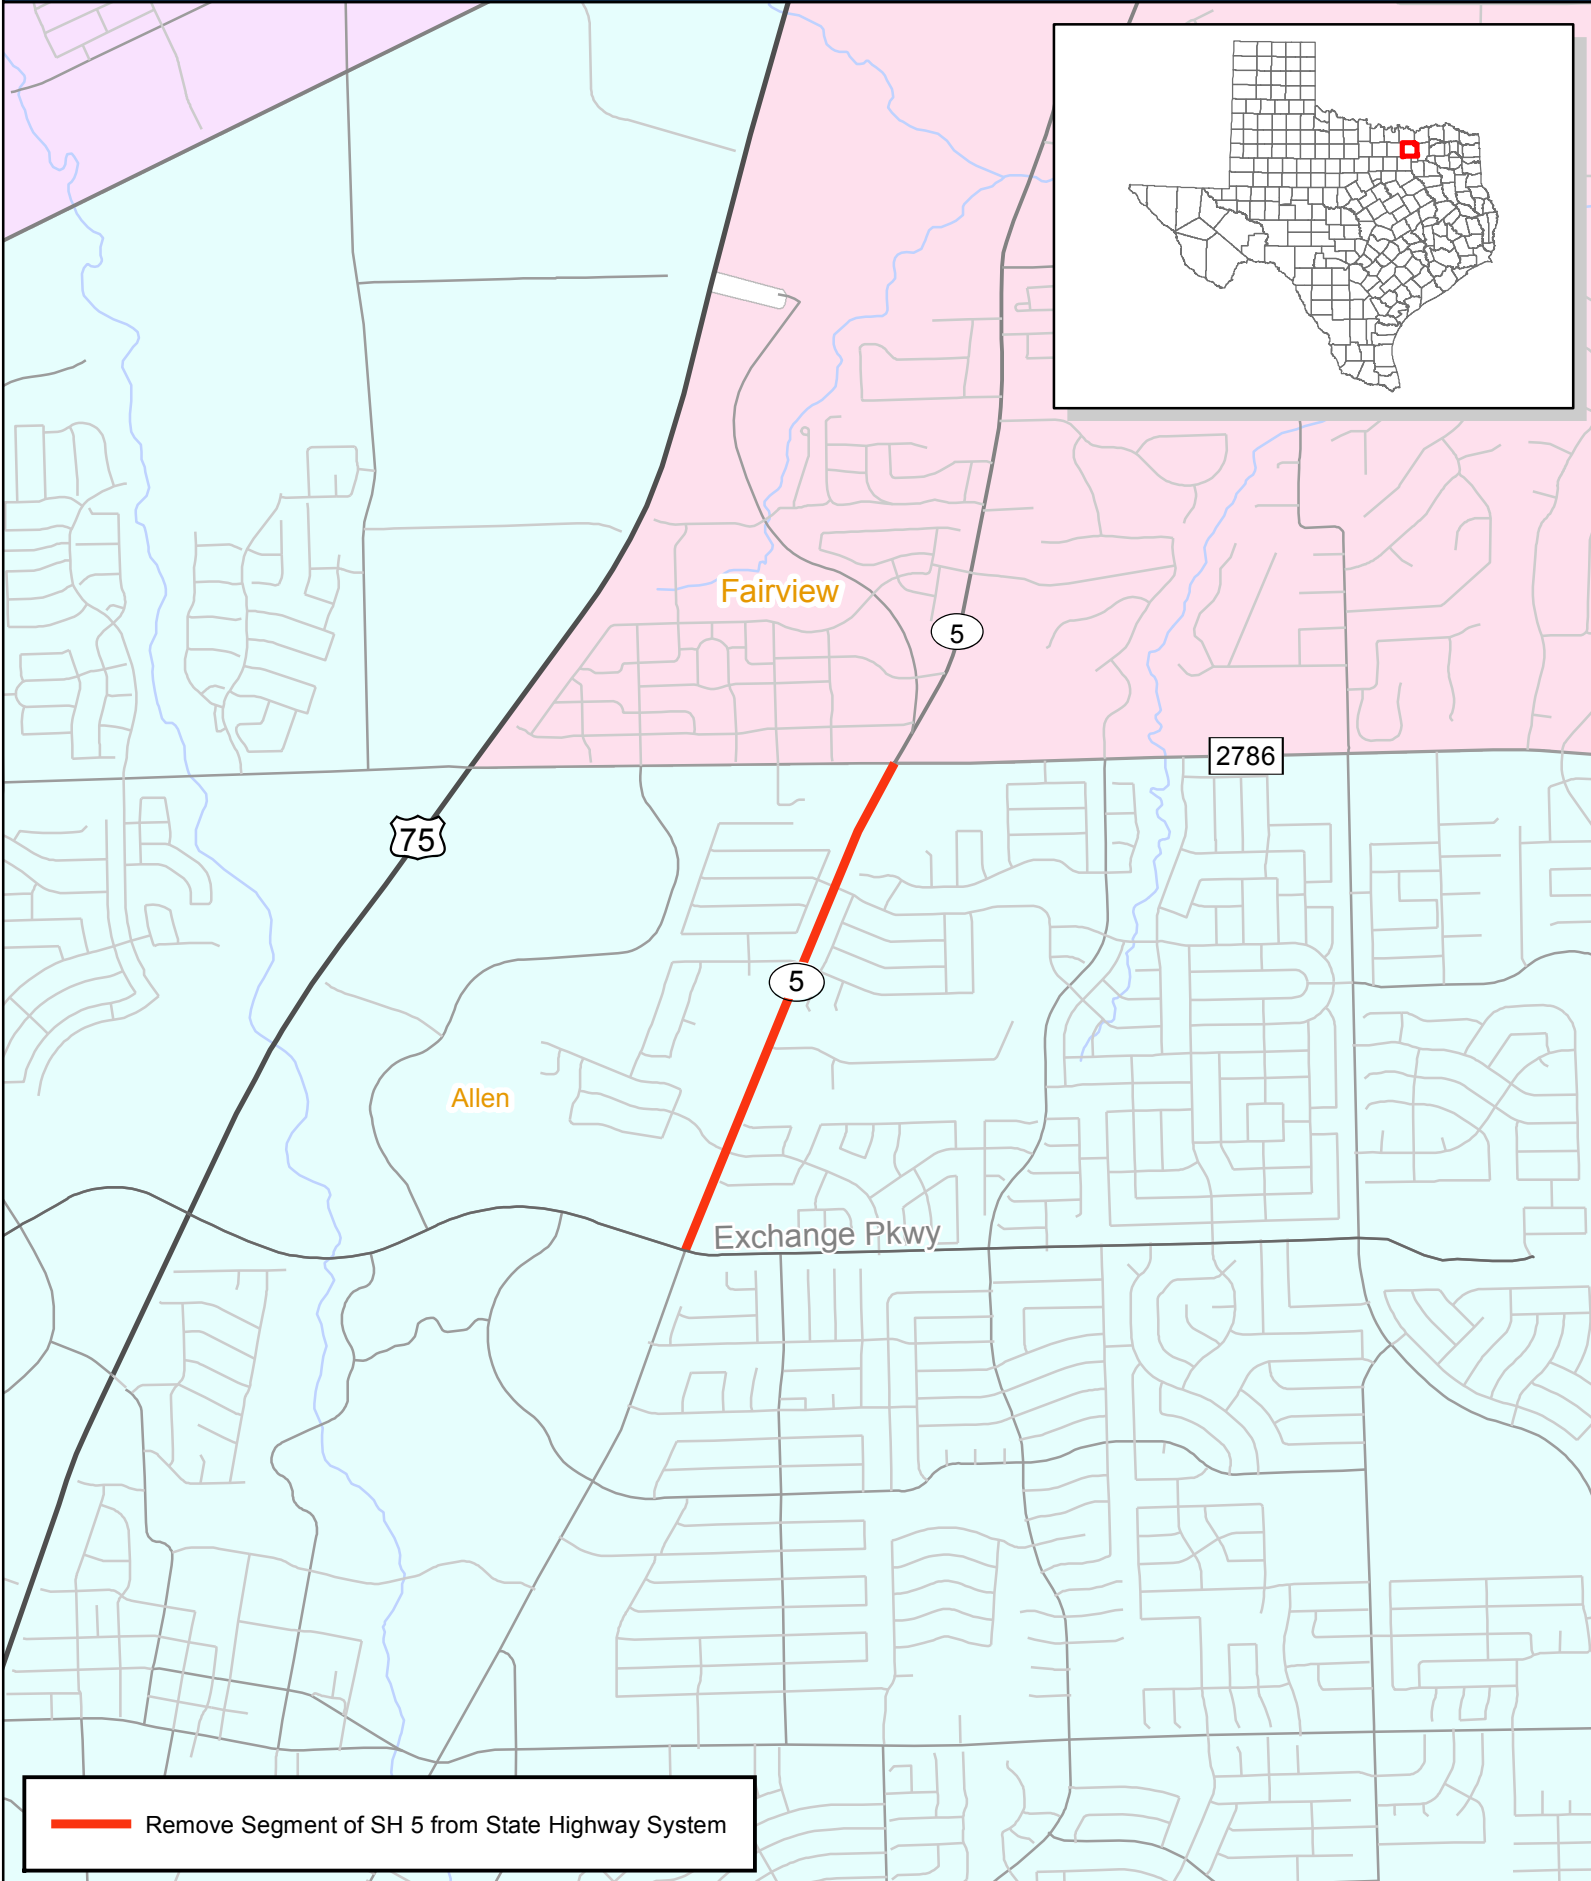 Fairview
5
2786
75
5
Allen
Exchange Pkwy
Remove Segment of SH 5 from State Highway System